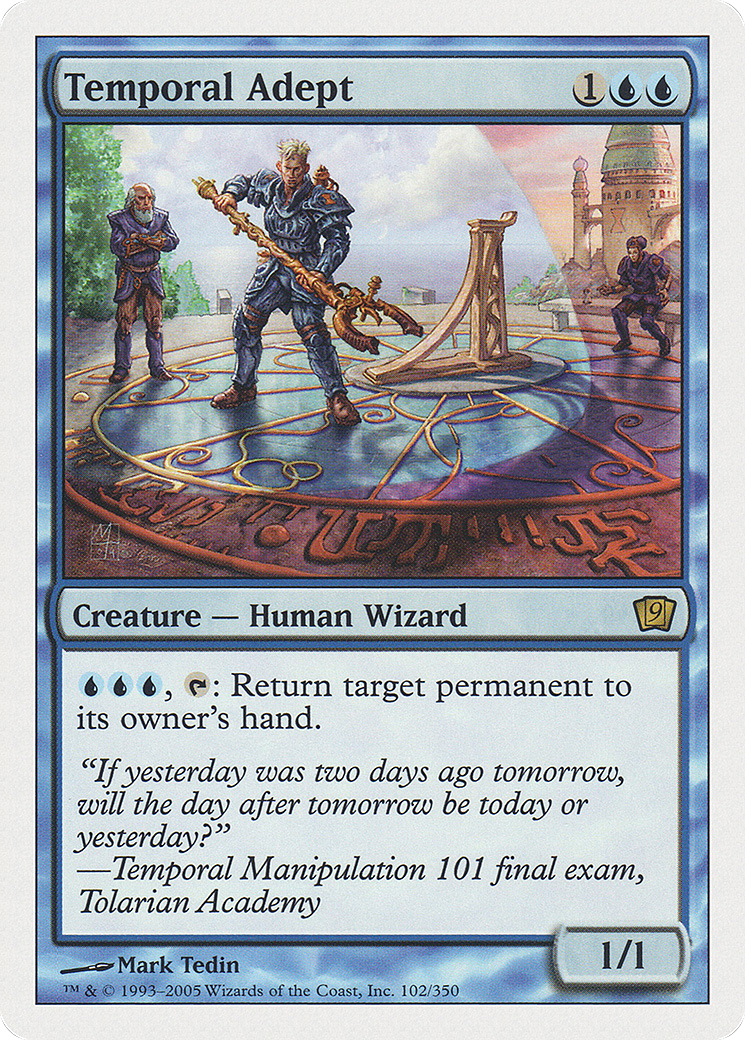 Temporal Adept 1
Creature — Human Wizard 9
, : Return target permanent to
its owner's hand.
“If yesterday was two days ago tomorrow,
will the day after tomorrow be today or
yesterday?”
—Temporal Manipulation 101 final exam,
Tolarian Academy
1/1
Mark Tedin
™ & © 1993–2005 Wizards of the Coast, Inc. 102/350